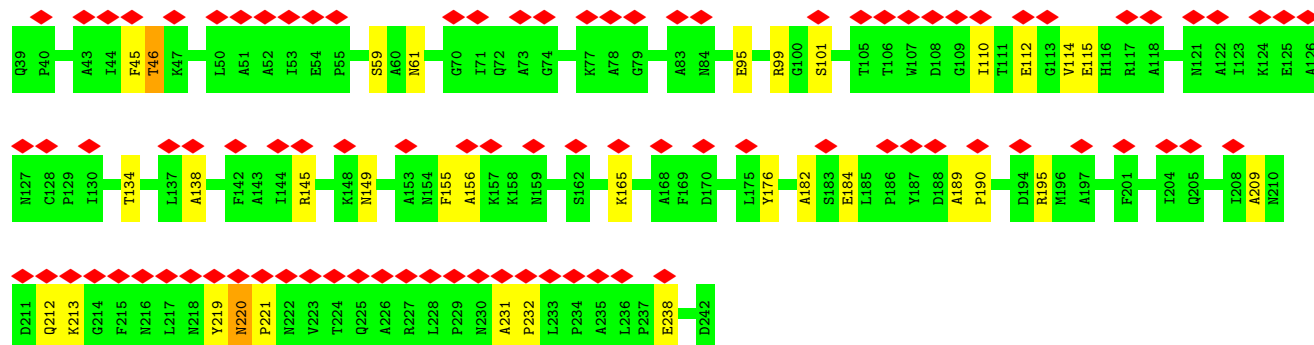 Q39 P40 A43 I44 F45 T46 K47 L50 A51 A52 I53 E54 P55 S59 A60 N61 G70 I71 Q72 A73 G74 K77 A78 G79 A83 N84 E95 R99 G100 S101 T105 T106 W107 D108 G109 I110 T111 E112 G113 V114 E115 H116 R117 A118 N121 A122 I123 K124 E125 A126
N127 C128 P129 I130 T134 L137 A138 F142 A143 I144 R145 K148 N149 A153 N154 F155 A156 K157 K158 N159 S162 K165 A168 F169 D170 L175 Y176 A182 S183 E184 L185 P186 Y187 D188 A189 P190 D194 R195 M196 A197 F201 I204 Q205 I208 A209 N210
D211 Q212 K213 G214 F215 N216 L217 N218 Y219 N220 P221 N222 V223 T224 Q225 A226 R227 L228 P229 N230 A231 P232 L233 P234 A235 L236 P237 E238 D242